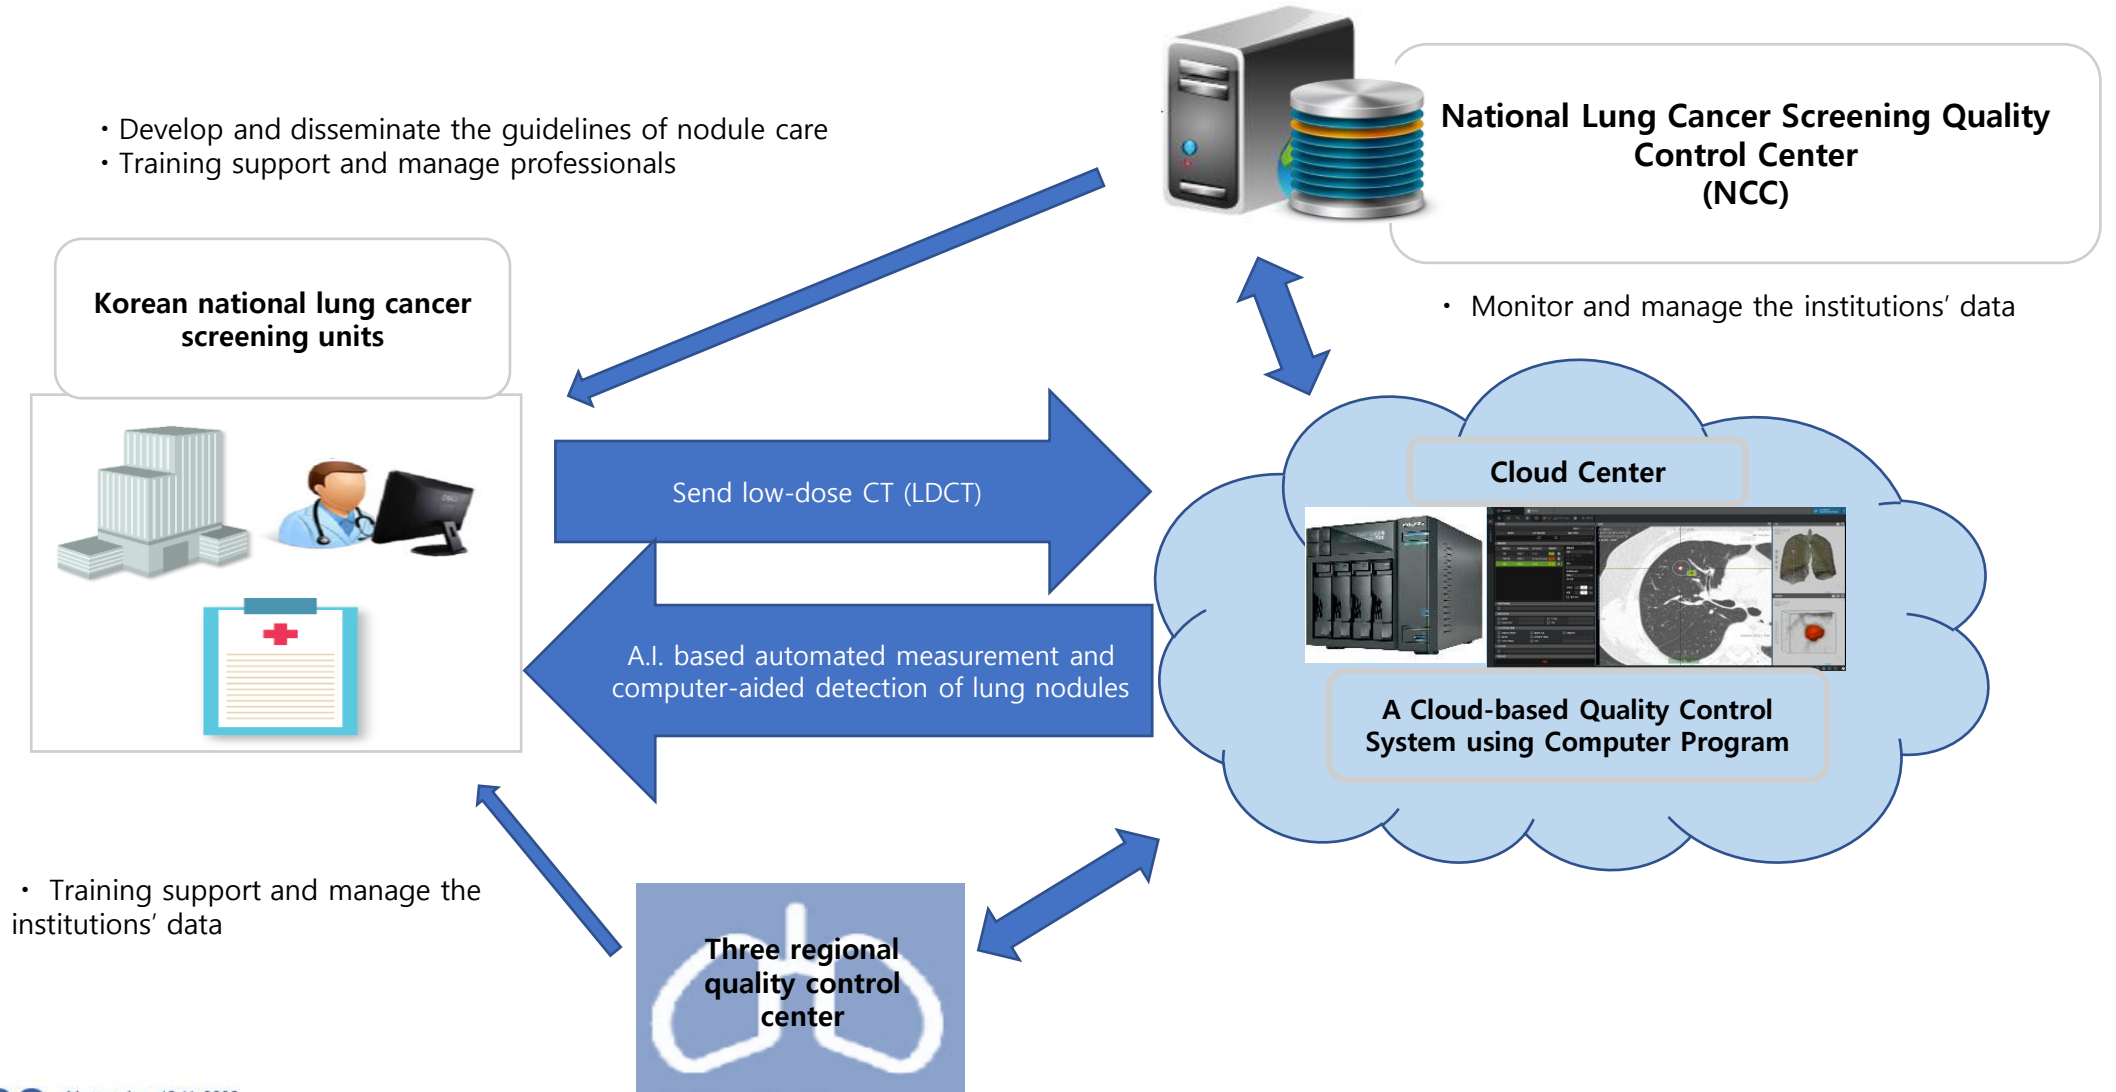 National Lung Cancer Screening Quality
Control Center
(NCC)
・Develop and disseminate the guidelines of nodule care
・Training support and manage professionals
Korean national lung cancer
screening units
・ Monitor and manage the institutions’ data
Send low-dose CT (LDCT)
Cloud Center
A.I. based automated measurement and
computer-aided detection of lung nodules
A Cloud-based Quality Control
System using Computer Program
・ Training support and manage the
institutions’ data
Three regional
quality control
center